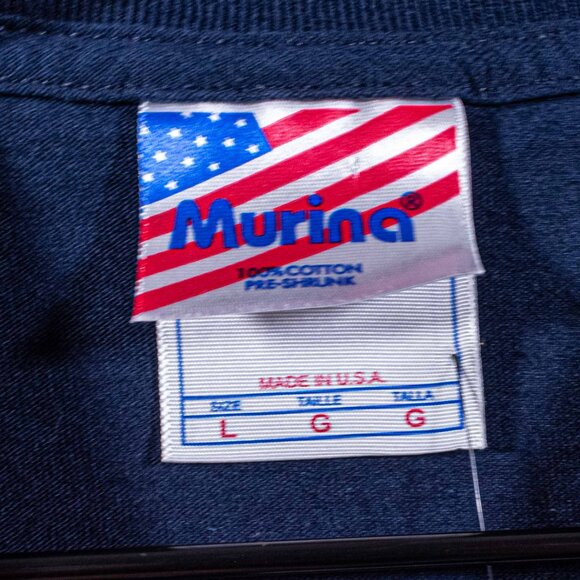 Murina®
100% COTTON
PRE-SHRUNK
MADE IN U.S.A.
SIZE TAILLE TALLA
L G G